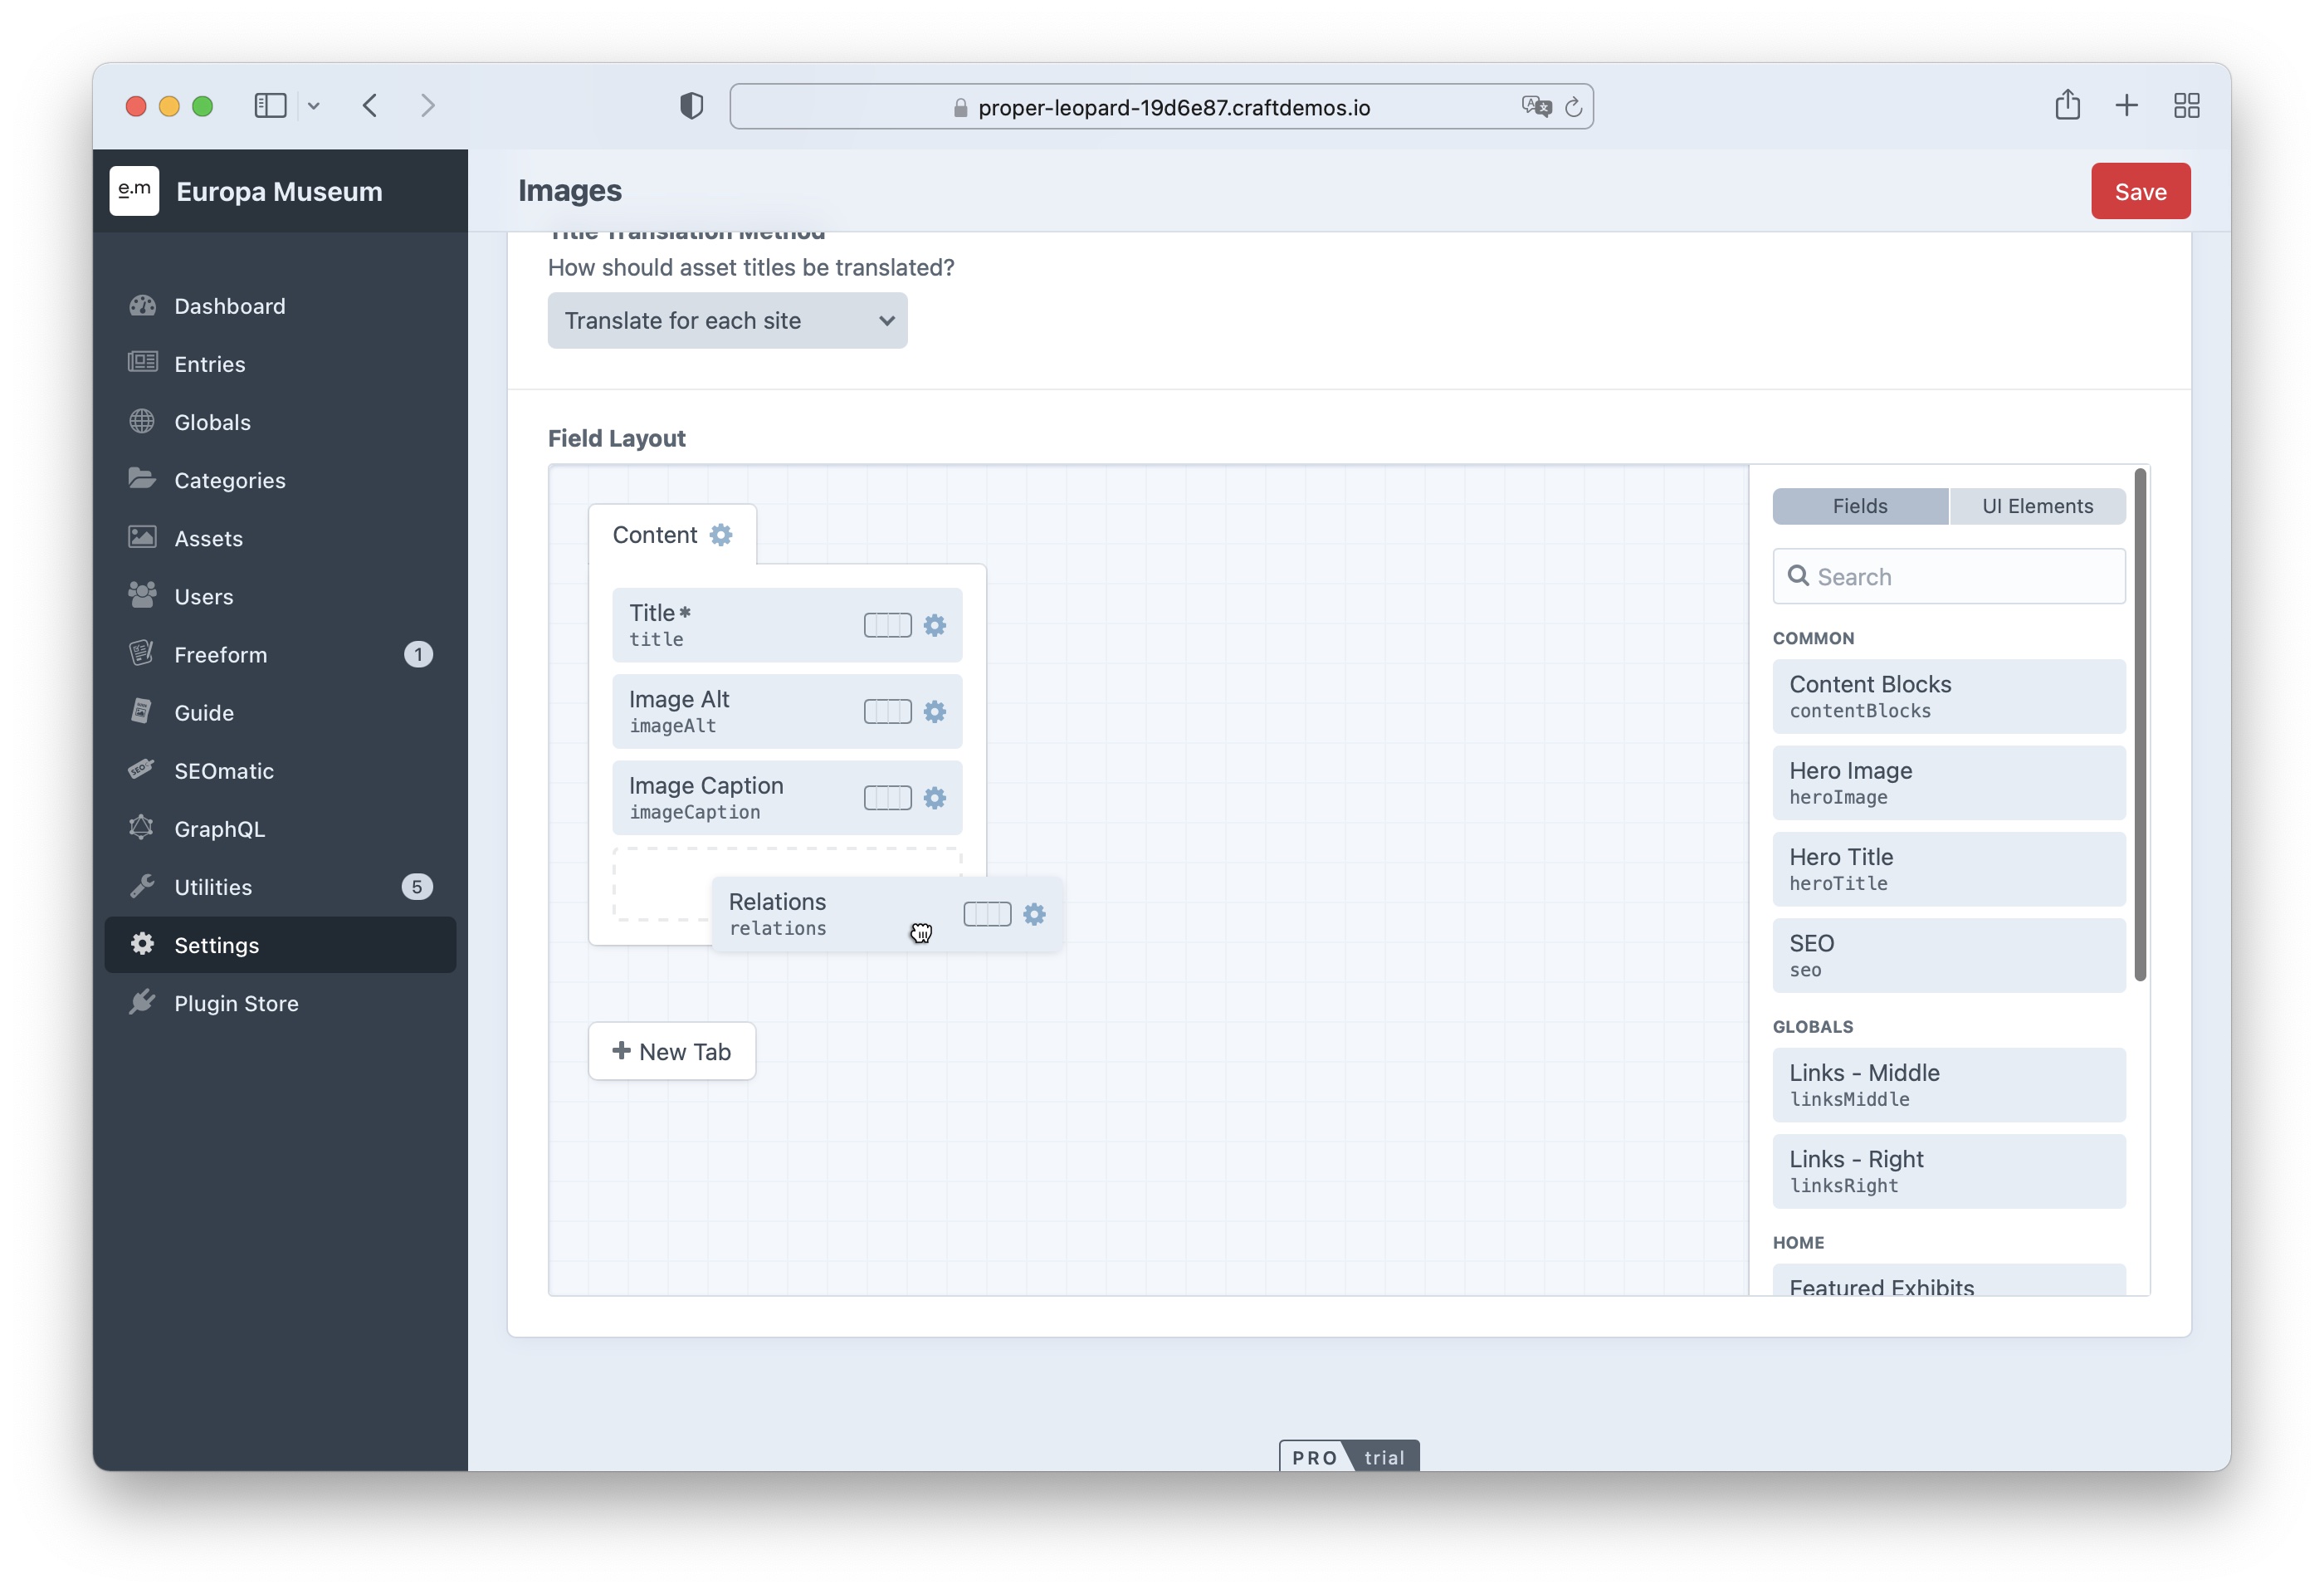 proper-leopard-19d6e87.craftdemos.io
e.m
Europa Museum
Images
Save
Dashboard
Entries
Globals
Categories
Assets
Users
Freeform 1
Guide
SEOmatic
GraphQL
Utilities 5
Settings
Plugin Store
Title Translation Method
How should asset titles be translated?
Translate for each site
Field Layout
Content
Title*
title
Image Alt
imageAlt
Image Caption
imageCaption
Relations
relations
+ New Tab
Fields
UI Elements
Search
COMMON
Content Blocks
contentBlocks
Hero Image
heroImage
Hero Title
heroTitle
SEO
seo
GLOBALS
Links - Middle
linksMiddle
Links - Right
linksRight
HOME
Featured Exhibits
PRO trial